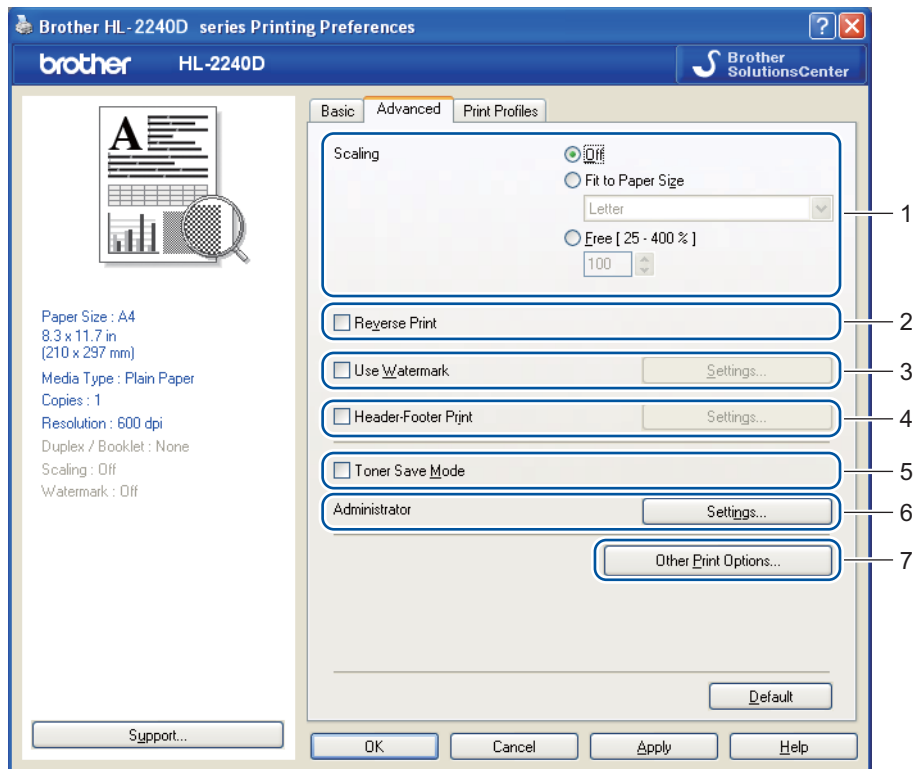 Brother HL-2240D series Printing Preferences
brother HL-2240D
Brother
SolutionsCenter
A
Paper Size : A4
8.3 x 11.7 in
(210 x 297 mm)
Media Type : Plain Paper
Copies : 1
Resolution : 600 dpi
Duplex / Booklet : None
Scaling : Off
Watermark : Off
Support...
Basic Advanced Print Profiles
Scaling
Off
Fit to Paper Size
Letter
Free [ 25 - 400 % ]
100
1
Reverse Print
2
Use Watermark Settings...
3
Header-Footer Print Settings...
4
Toner Save Mode
5
Administrator Settings...
6
Other Print Options...
7
Default
OK Cancel Apply Help